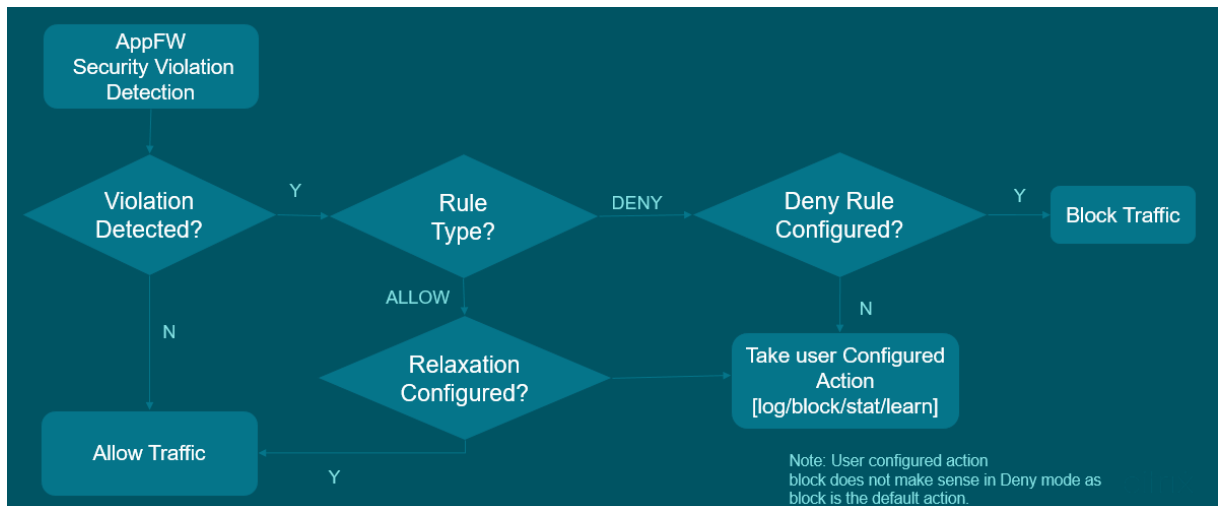 AppFW
Security Violation
Detection
Violation
Detected?
Y
Rule
Type?
DENY
Deny Rule
Configured?
Y
Block Traffic
ALLOW
N
N
Relaxation
Configured?
Take user Configured
Action
[log/block/stat/learn]
Allow Traffic
Y
Note: User configured action
block does not make sense in Deny mode as
block is the default action.